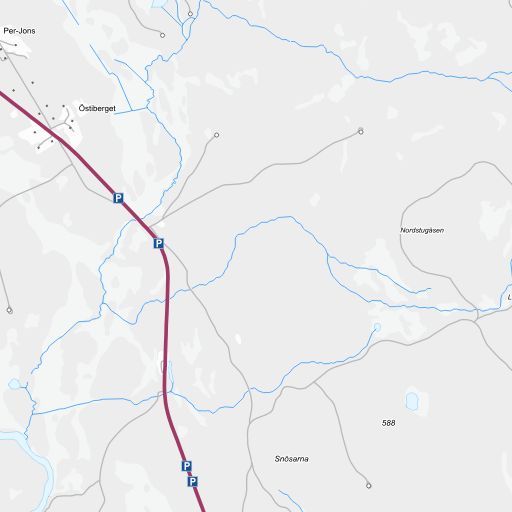 Per-Jons
Östiberget
P
Nordstugåsen
P
L
588
Snösarna
P
P